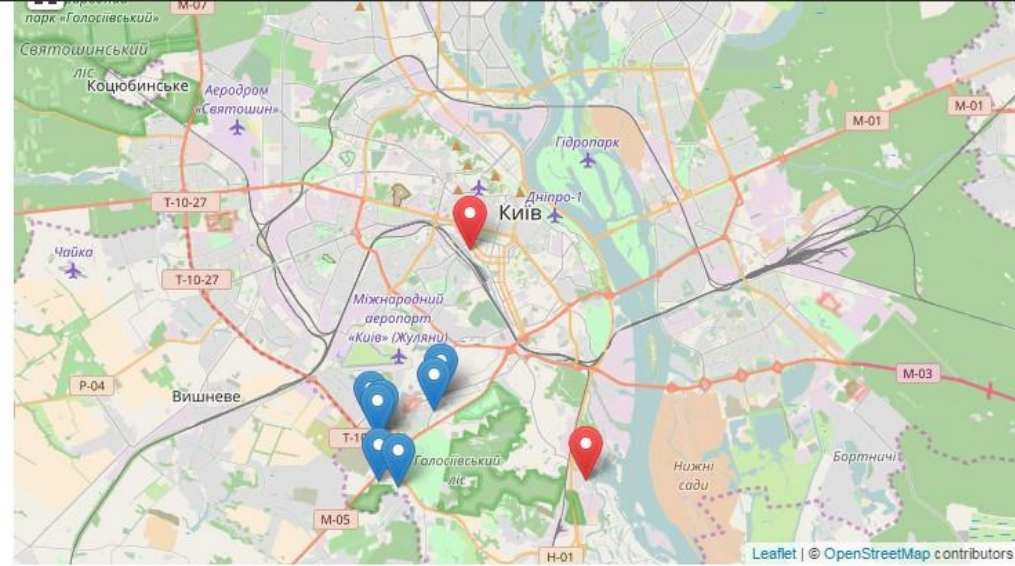 M-07
парк «Голосіївський»
Святошинський
ліс
Коцюбинське
Аеродром
«Святошин»
M-01
M-01
Гідропарк
Т-10-27
Дніпро-1
Київ
Чайка
Т-10-27
Міжнародний
аеропорт
«Київ» (Жуляни)
P-04
Вишневе
M-03
Голосіївський
ліс
Нижні
сади
Бортничі
M-05
H-01
Leaflet | © OpenStreetMap contributors